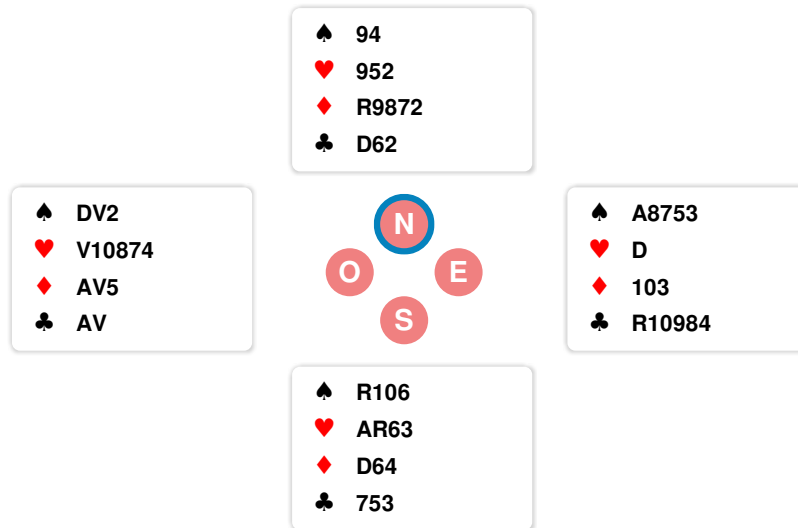 ♠ 94
♥ 952
♦ R9872
♣ D62
♠ DV2
♥ V10874
♦ AV5
♣ AV
N
O E
S
♠ A8753
♥ D
♦ 103
♣ R10984
♠ R106
♥ AR63
♦ D64
♣ 753